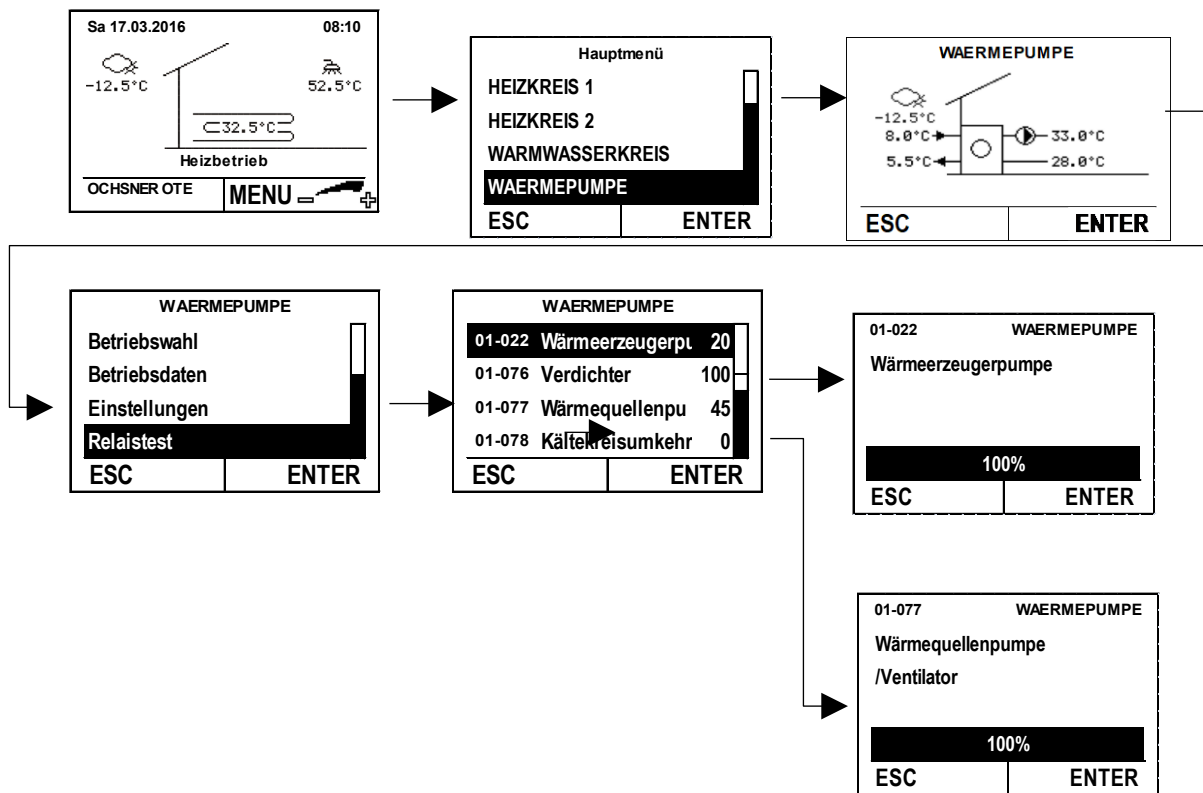 Sa 17.03.2016 08:10
-12.5°C 52.5°C
32.5°C
Heizbetrieb
OCHSNER OTE MENU
Hauptmenü
HEIZKREIS 1
HEIZKREIS 2
WARMWASSERKREIS
WAERMEPUMPE
ESC ENTER
WAERMEPUMPE
-12.5°C
8.0°C 33.0°C
5.5°C 28.0°C
ESC ENTER
WAERMEPUMPE
Betriebswahl
Betriebsdaten
Einstellungen
Relaistest
ESC ENTER
WAERMEPUMPE
01-022 Wärmeerzeugerpu 20
01-076 Verdichter 100
01-077 Wärmequellenpu 45
01-078 Kältekreisumkehr 0
ESC ENTER
01-022 WAERMEPUMPE
Wärmeerzeugerpumpe
100%
ESC ENTER
01-077 WAERMEPUMPE
Wärmequellenpumpe
/Ventilator
100%
ESC ENTER